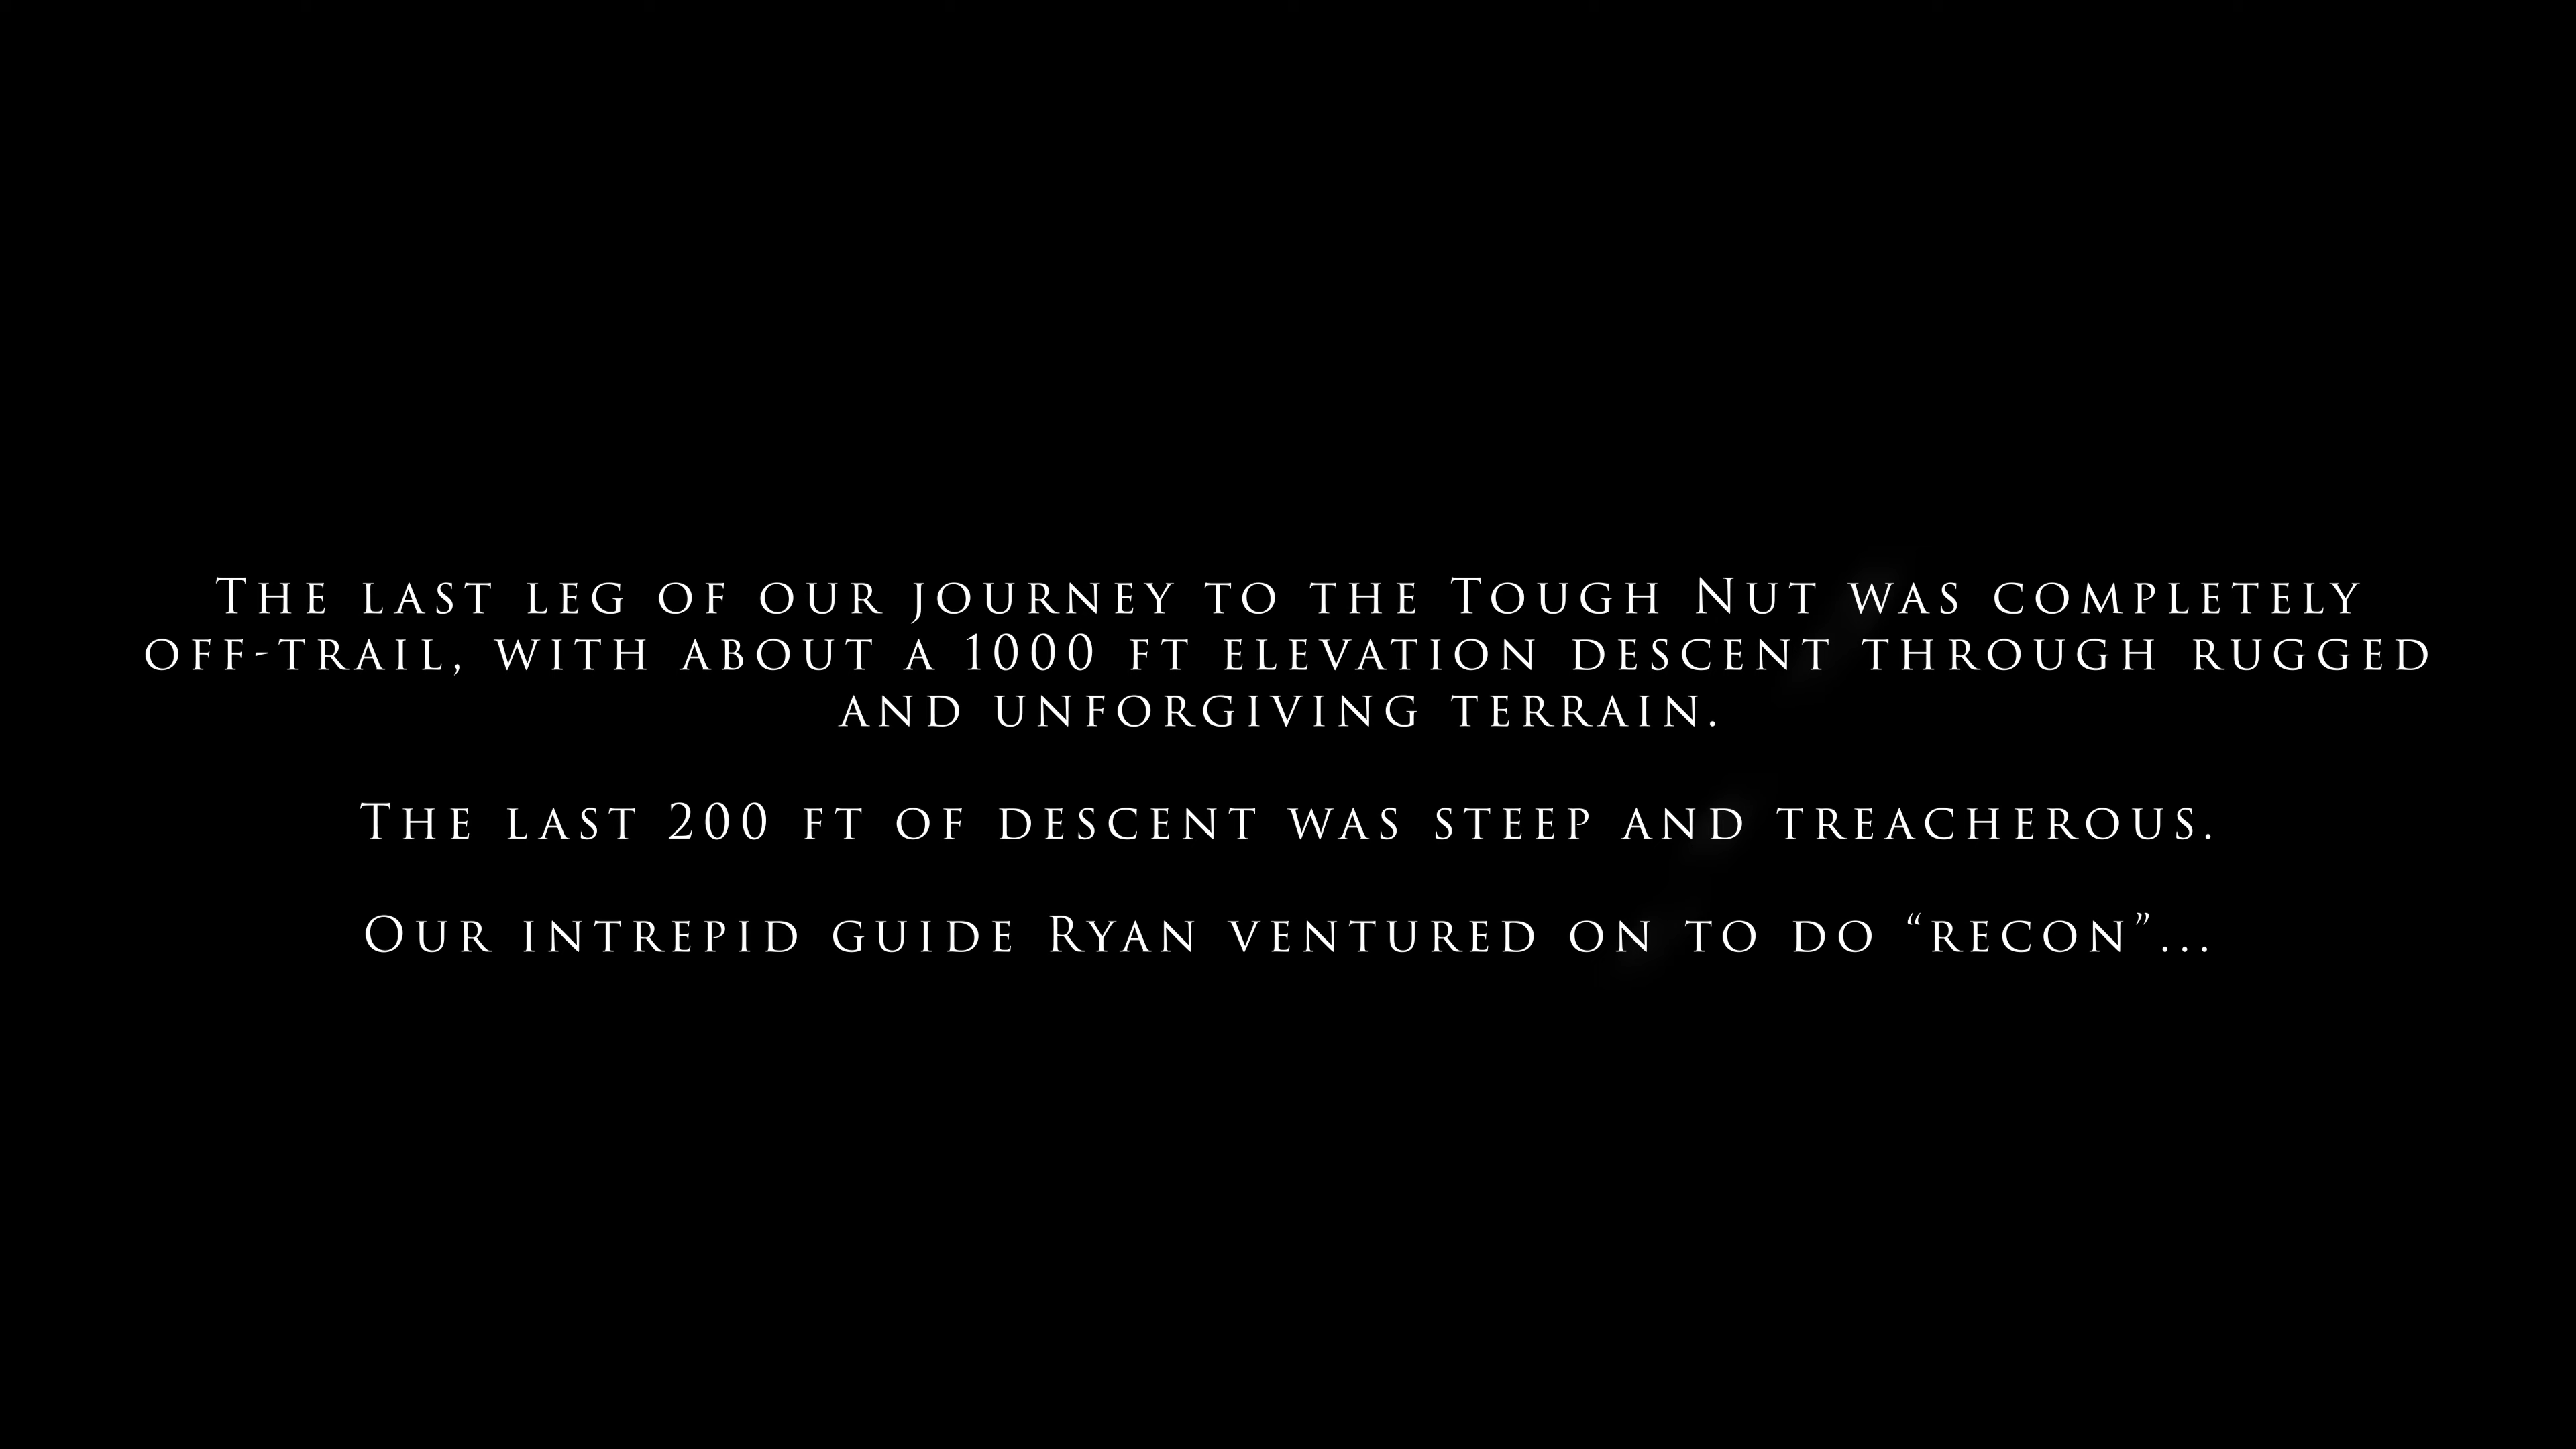 The last leg of our journey to the Tough Nut was completely
off-trail, with about a 1000 ft elevation descent through rugged
and unforgiving terrain.
The last 200 ft of descent was steep and treacherous.
Our intrepid guide Ryan ventured on to do “recon”...